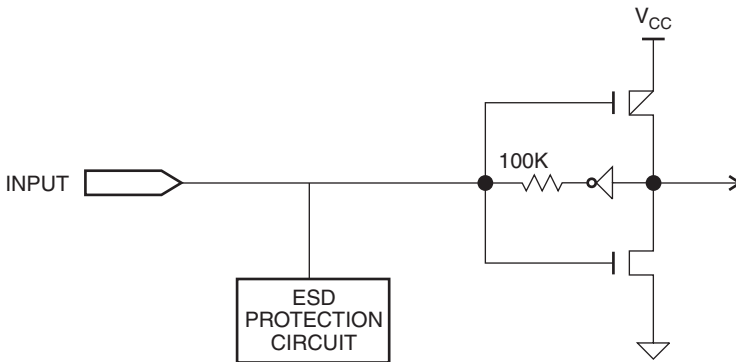 V_CC
100K
INPUT
ESD
PROTECTION
CIRCUIT